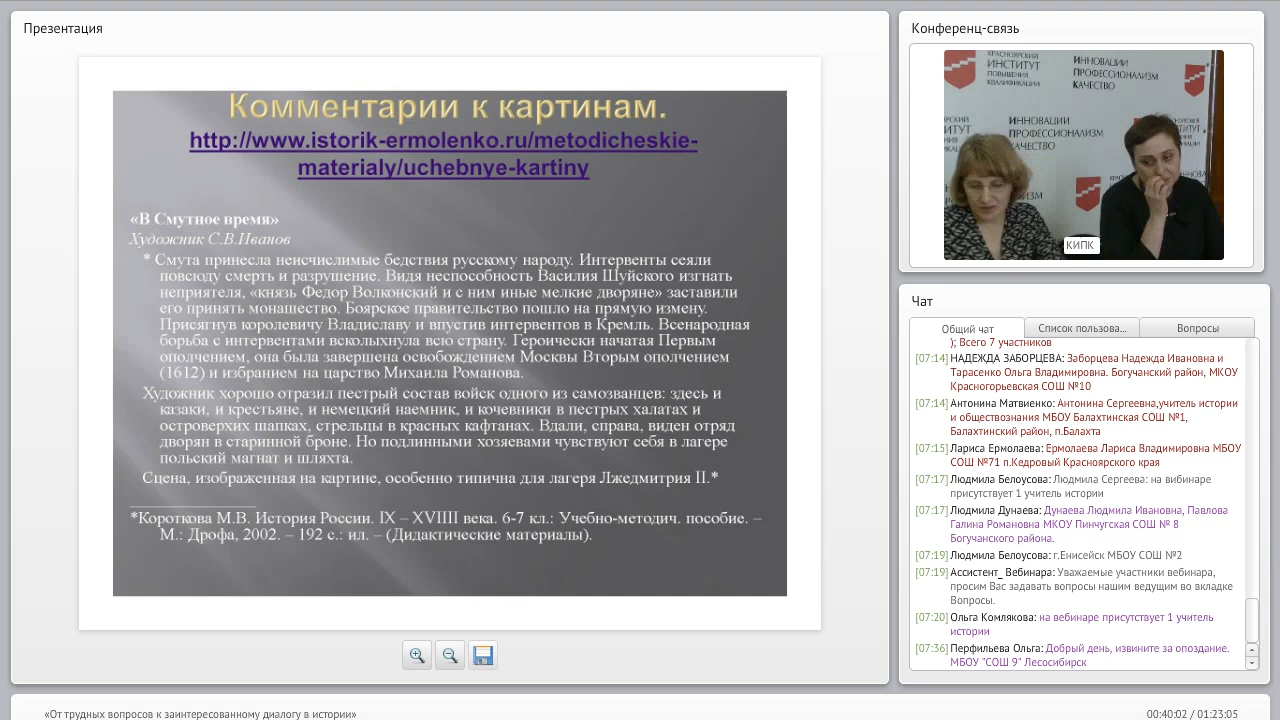 Презентация
Комментарии к картинам.
http://www.istorik-ermolenko.ru/metodicheskie-
materialy/uchebnye-kartiny
«В Смутное время»
Художник С.В.Иванов
* Смута принесла неисчислимые бедствия русскому народу. Интервенты сеяли
повсюду смерть и разрушение. Видя неспособность Василия Шуйского изгнать
неприятеля, «князь Федор Волконский и с ним иные мелкие дворяне» заставили
его принять монашество. Боярское правительство пошло на прямую измену.
Присягнув королевичу Владиславу и впустив интервентов в Кремль. Всенародная
борьба с интервентами всколыхнула всю страну. Героически начатая Первым
ополчением, она была завершена освобождением Москвы Вторым ополчением
(1612) и избранием на царство Михаила Романова.
Художник хорошо отразил пестрый состав войск одного из самозванцев: здесь и
казаки, и крестьяне, и немецкий наемник, и кочевники в пестрых халатах и
островерхих шапках, стрельцы в красных кафтанах. Вдали, справа, виден отряд
дворян в старинной броне. Но подлинными хозяевами чувствуют себя в лагере
польский магнат и шляхта.
Сцена, изображенная на картине, особенно типична для лагеря Лжедмитрия II.*
*Короткова М.В. История России. IX – XVIIII века. 6-7 кл.: Учебно-методич. пособие. –
М.: Дрофа, 2002. – 192 с.: ил. – (Дидактические материалы).
Конференц-связь
КРАСНОЯРСКИЙ
ИНСТИТУТ
ПОВЫШЕНИЯ
КВАЛИФИКАЦИИ
ИННОВАЦИИ
ПРОФЕССИОНАЛИЗМ
КАЧЕСТВО
ИННОВАЦИИ
ПРОФЕССИОНАЛИЗМ
КАЧЕСТВО
КИПК
Чат
Общий чат
Список пользова...
Вопросы
); Всего 7 участников
[07:14] НАДЕЖДА ЗАБОРЦЕВА: Заборцева Надежда Ивановна и
Тарасенко Ольга Владимировна. Богучанский район, МКОУ
Красногорьевская СОШ №10
[07:14] Антонина Матвиенко: Антонина Сергеевна,учитель истории
и обществознания МБОУ Балахтинская СОШ №1,
Балахтинский район, п.Балахта
[07:15] Лариса Ермолаева: Ермолаева Лариса Владимировна МБОУ
СОШ №71 п.Кедровый Красноярского края
[07:17] Людмила Белоусова: Людмила Сергеева: на вибинаре
присутствует 1 учитель истории
[07:17] Людмила Дунаева: Дунаева Людмила Ивановна, Павлова
Галина Романовна МКОУ Пинчугская СОШ № 8
Богучанского района.
[07:19] Людмила Белоусова: г.Енисейск МБОУ СОШ №2
[07:19] Ассистент_ Вебинара: Уважаемые участники вебинара,
просим Вас задавать вопросы нашим ведущим во вкладке
Вопросы.
[07:20] Ольга Комлякова: на вебинаре присутствует 1 учитель
истории
[07:36] Перфильева Ольга: Добрый день, извините за опоздание.
МБОУ "СОШ 9" Лесосибирск
«От трудных вопросов к заинтересованному диалогу в истории»
00:40:02 / 01:23:05